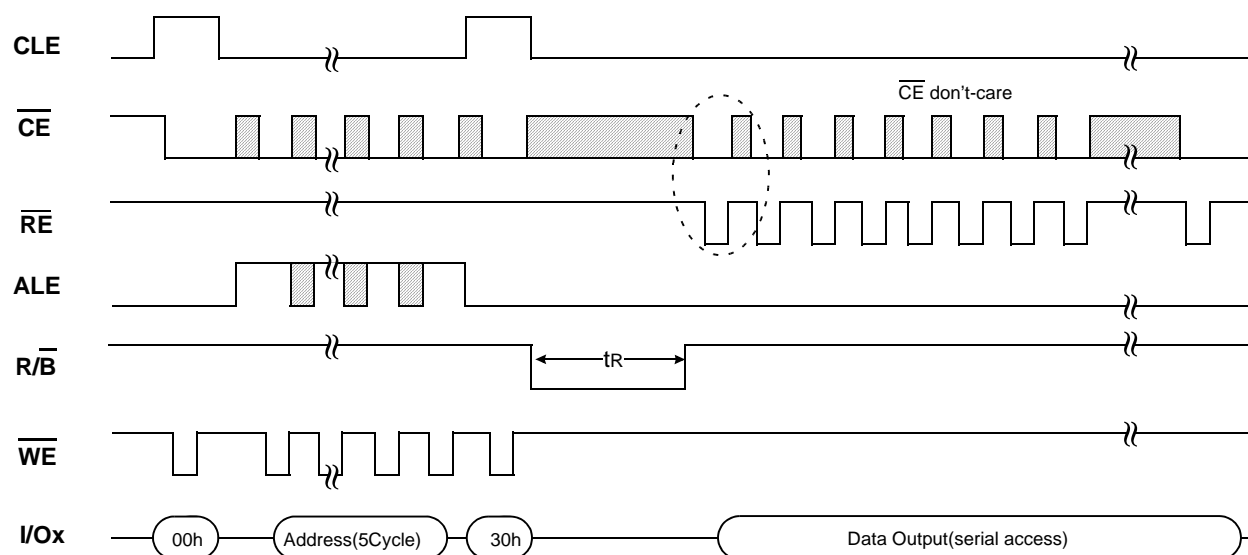 CLE
CE don't-care
CE
RE
ALE
R/B
tR
WE
I/Ox
00h
Address(5Cycle)
30h
Data Output(serial access)